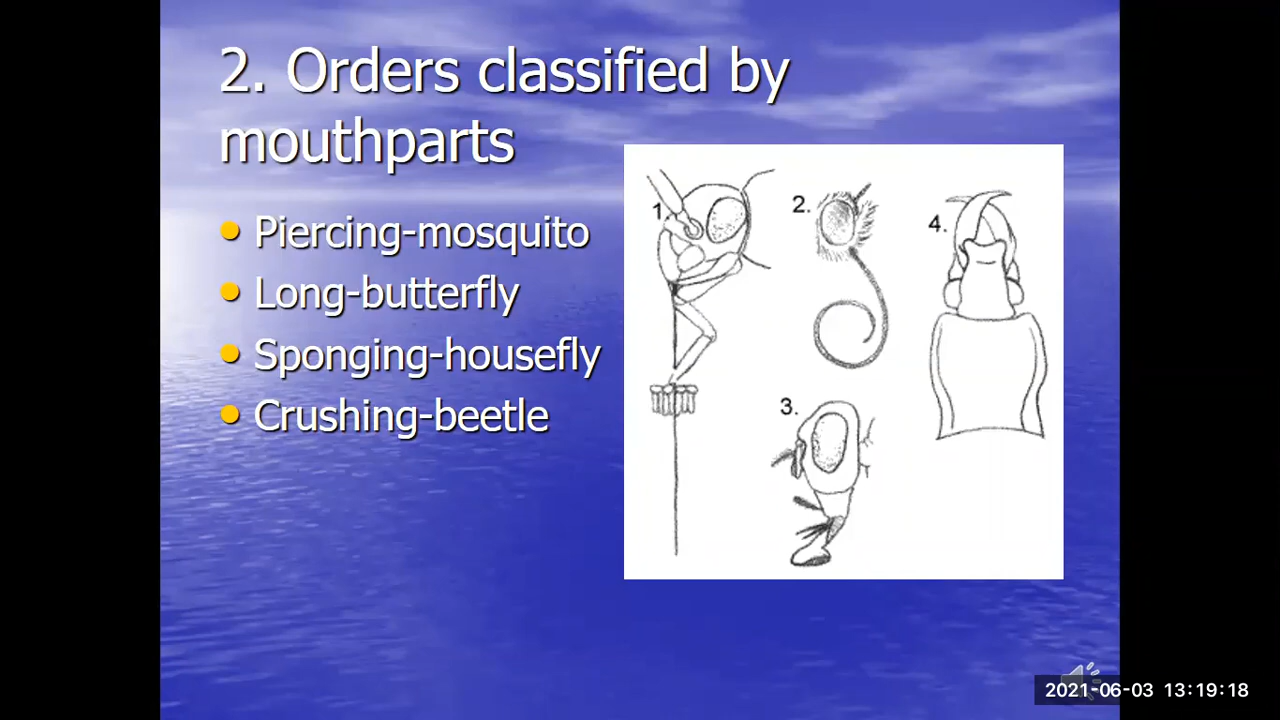 2. Orders classified by
mouthparts
Piercing-mosquito
Long-butterfly
Sponging-housefly
Crushing-beetle
1.
2.
4.
3.
2021-06-03 13:19:18